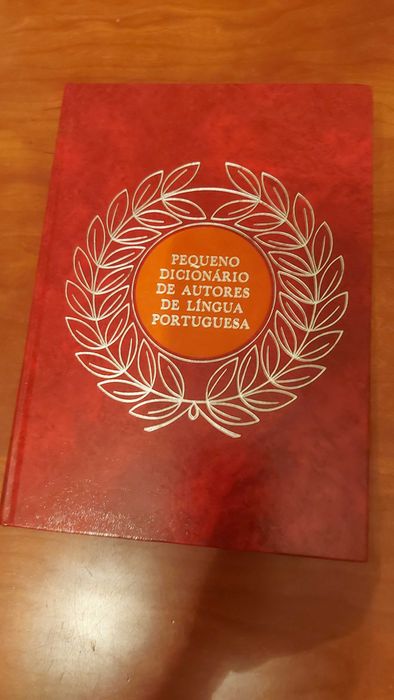 PEQUENO
DICIONÁRIO
DE AUTORES
DE LÍNGUA
PORTUGUESA